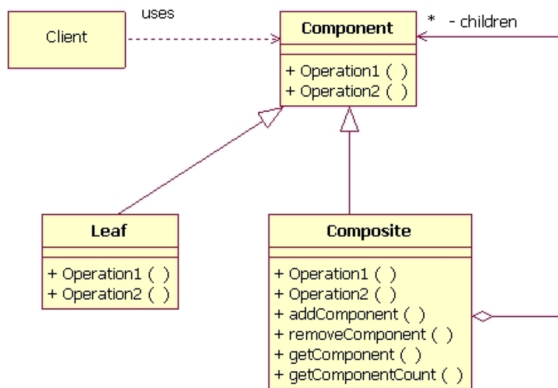 uses
Client
Component
* - children
+ Operation1 ( )
+ Operation2 ( )
Leaf
+ Operation1 ( )
+ Operation2 ( )
Composite
+ Operation1 ( )
+ Operation2 ( )
+ addComponent ( )
+ removeComponent ( )
+ getComponent ( )
+ getComponentCount ( )